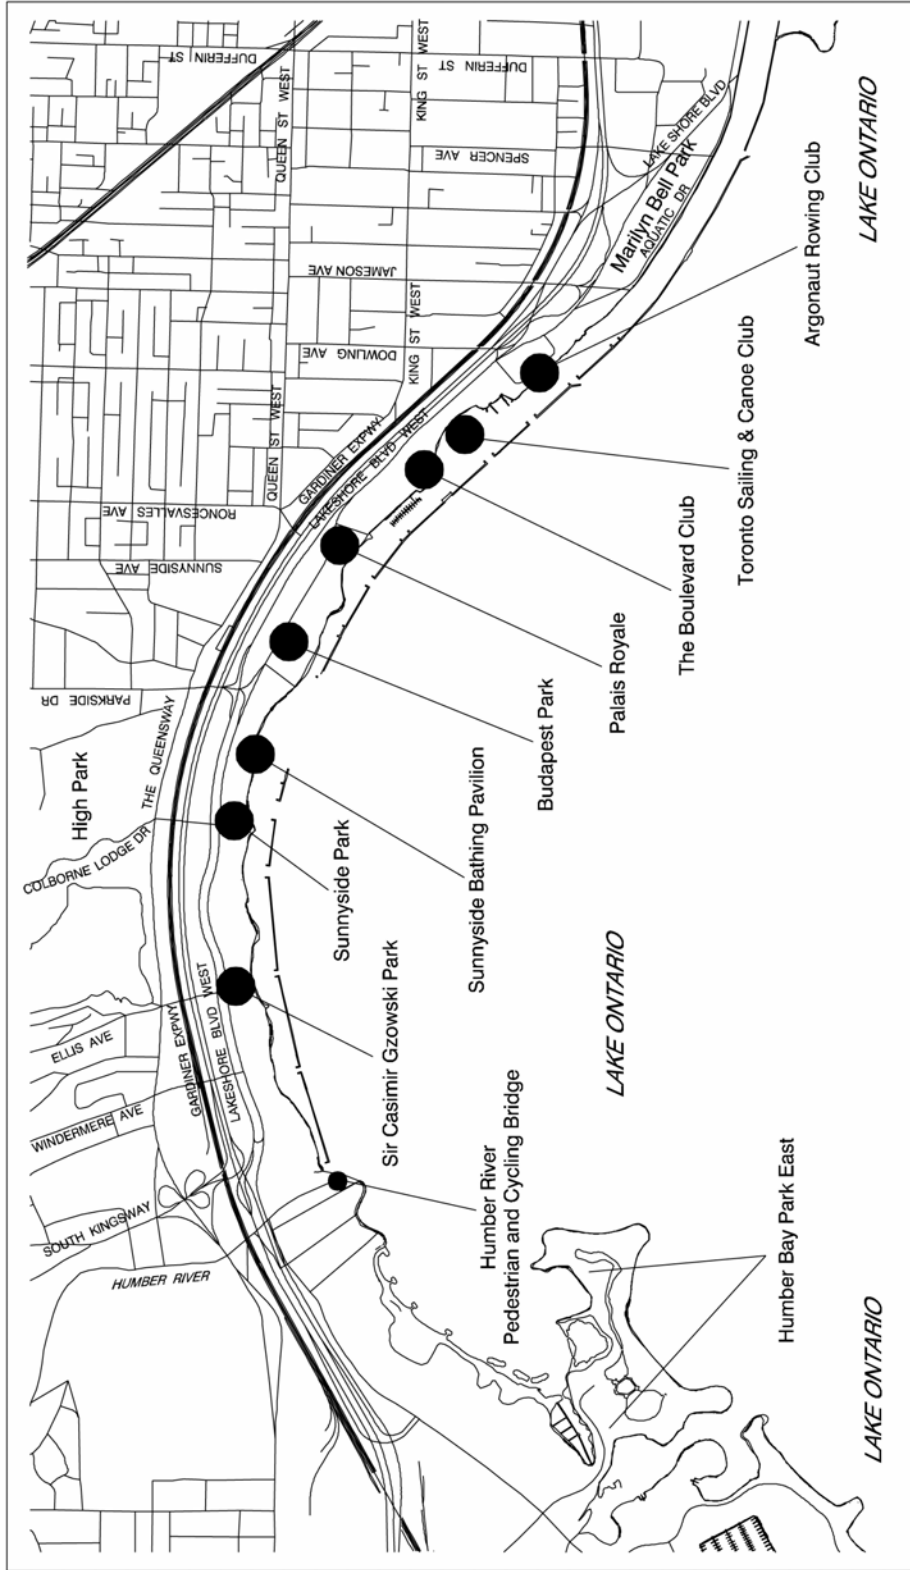 DUFFERIN ST
QUEEN ST WEST
KING ST WEST
DUFFERIN ST
SPENCER AVE
LAKE SHORE BLVD
Marilyn Bell Park
AQUATIC DR
LAKE ONTARIO
JAMESON AVE
KING ST WEST
DOWLING AVE
QUEEN ST WEST
GARDINER EXPWY
LAKESHORE BLVD WEST
RONCESVALLES AVE
SUNNYSIDE AVE
Argonaut Rowing Club
Toronto Sailing & Canoe Club
The Boulevard Club
Palais Royale
Budapest Park
Sunnyside Bathing Pavilion
Sunnyside Park
Sir Casimir Gzowski Park
PARKSIDE DR
THE QUEENSWAY
High Park
COLBORNE LODGE DR
ELLIS AVE
GARDINER EXPWY
LAKESHORE BLVD WEST
WINDERMERE AVE
SOUTH KINGSWAY
HUMBER RIVER
LAKE ONTARIO
Humber River
Pedestrian and Cycling Bridge
Humber Bay Park East
LAKE ONTARIO